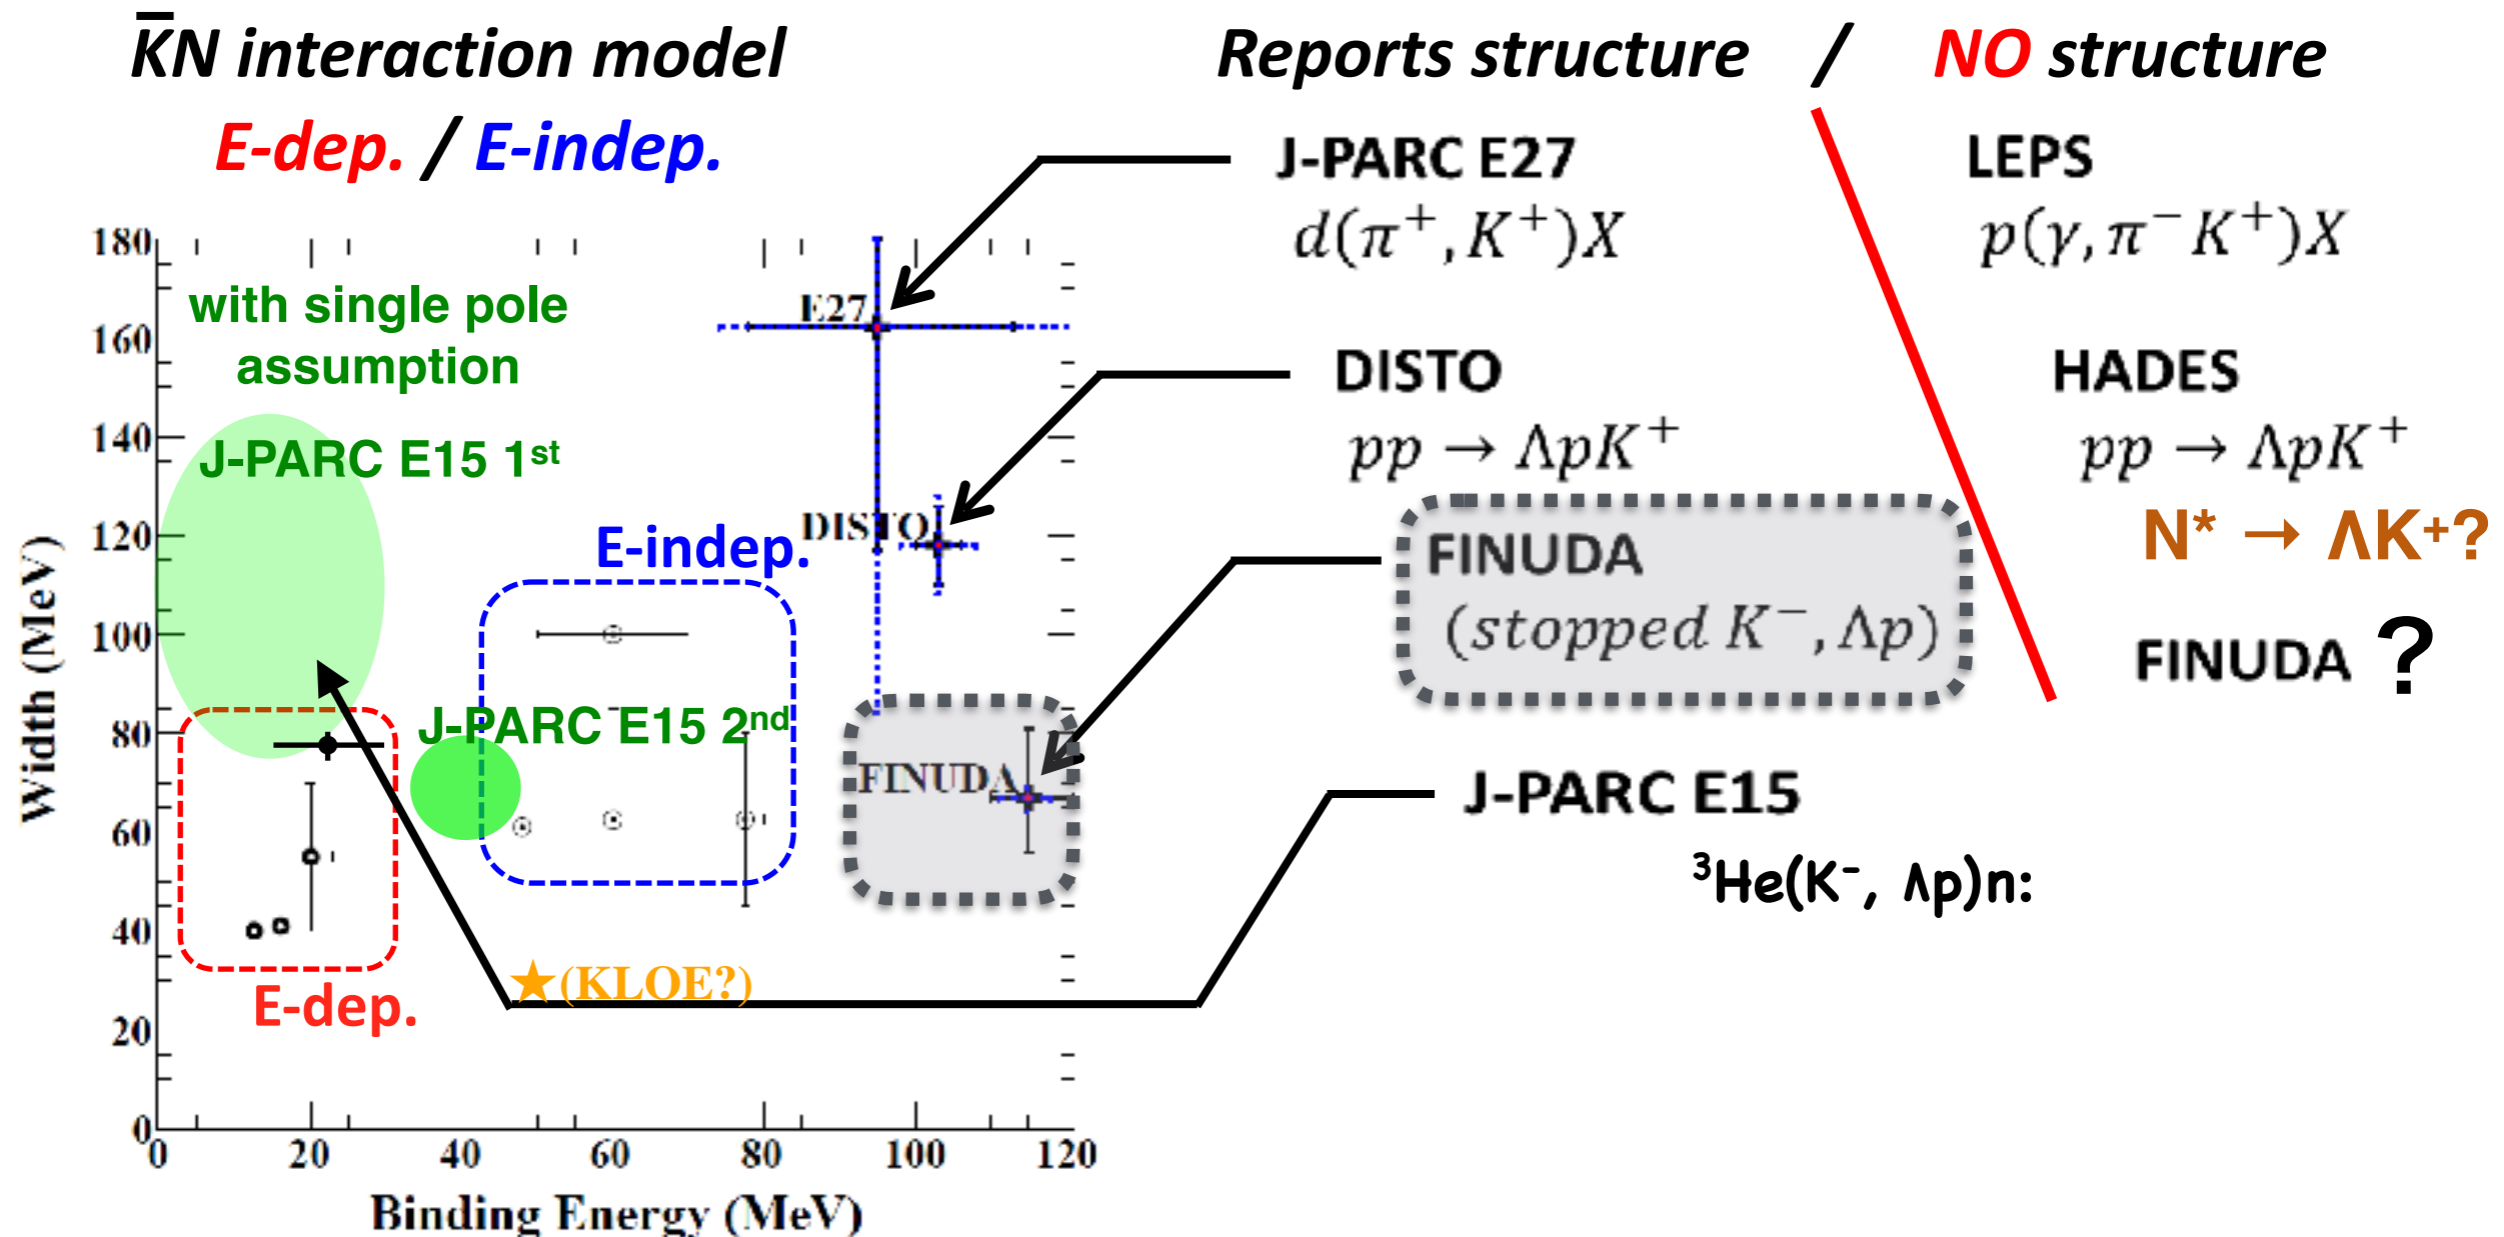 K̄N interaction model
E-dep. / E-indep.
Reports structure / NO structure
J-PARC E27
d(π⁺, K⁺)X
DISTO
pp → ΛpK⁺
FINUDA
(stopped K⁻, Λp)
J-PARC E15
³He(K⁻, Λp)n:
LEPS
p(γ, π⁻K⁺)X
HADES
pp → ΛpK⁺
N* → ΛK⁺?
FINUDA ?
with single pole
assumption
J-PARC E15 1st
E27
DISTO
E-indep.
J-PARC E15 2nd
FINUDA
E-dep.
★(KLOE?)
Width (MeV)
180
160
140
120
100
80
60
40
20
0
0 20 40 60 80 100 120
Binding Energy (MeV)